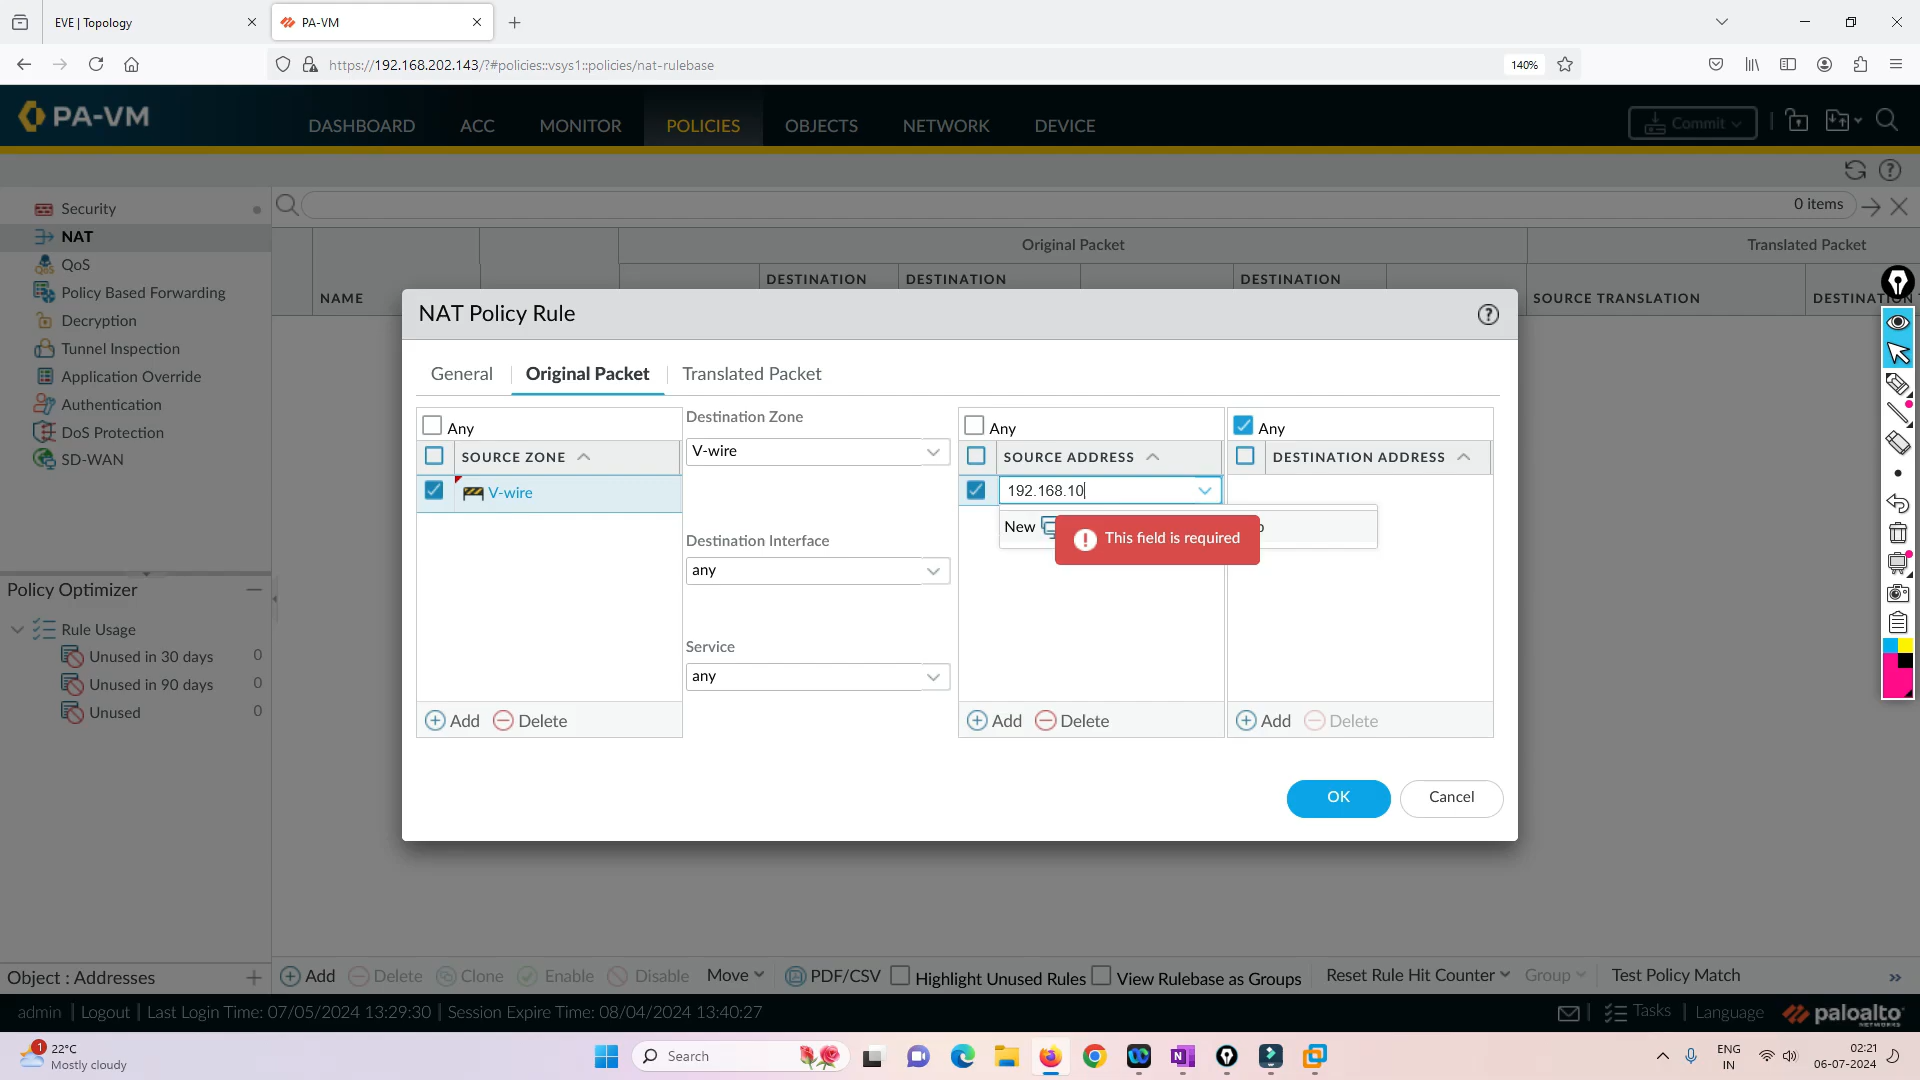 EVE | Topology
PA-VM
https://192.168.202.143/?#policies::vsys1::policies/nat-rulebase
140%
PA-VM
DASHBOARD
ACC
MONITOR
POLICIES
OBJECTS
NETWORK
DEVICE
Commit
Security
NAT
QoS
Policy Based Forwarding
Decryption
Tunnel Inspection
Application Override
Authentication
DoS Protection
SD-WAN
0 items
Original Packet
Translated Packet
NAME
DESTINATION
DESTINATION
DESTINATION
SOURCE TRANSLATION
DESTINATION T
NAT Policy Rule
General
Original Packet
Translated Packet
Any
SOURCE ZONE
V-wire
Add
Delete
Destination Zone
V-wire
Destination Interface
any
Service
any
Any
SOURCE ADDRESS
192.168.10
New
This field is required
Add
Delete
Any
DESTINATION ADDRESS
Add
Delete
OK
Cancel
Policy Optimizer
Rule Usage
Unused in 30 days 0
Unused in 90 days 0
Unused 0
Object : Addresses
Add
Delete
Clone
Enable
Disable
Move
PDF/CSV
Highlight Unused Rules
View Rulebase as Groups
Reset Rule Hit Counter
Group
Test Policy Match
admin | Logout | Last Login Time: 07/05/2024 13:29:30 | Session Expire Time: 08/04/2024 13:40:27
Tasks | Language
paloalto
NETWORKS
1
22°C
Mostly cloudy
Search
ENG
IN
02:21
06-07-2024